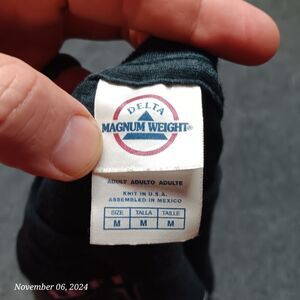 DELTA
MAGNUM WEIGHT®
ADULT ADULTO ADULTE
KNIT IN U.S.A.
ASSEMBLED IN MEXICO
SIZE TALLA TAILLE
M M M
November 06, 2024